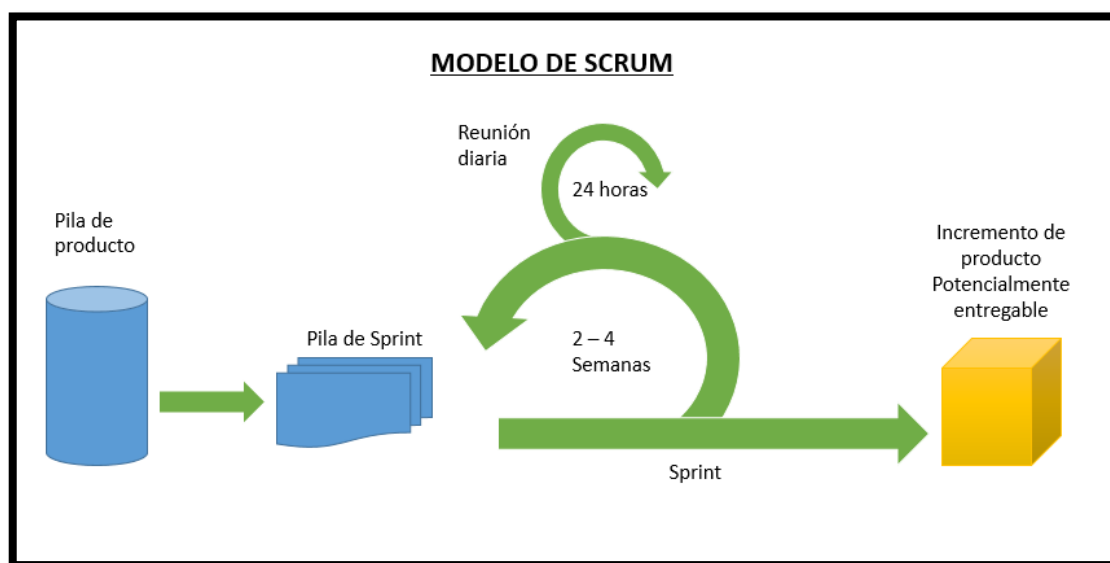 MODELO DE SCRUM
Reunión
diaria
24 horas
Pila de
producto
Pila de Sprint
2 – 4
Semanas
Sprint
Incremento de
producto
Potencialmente
entregable